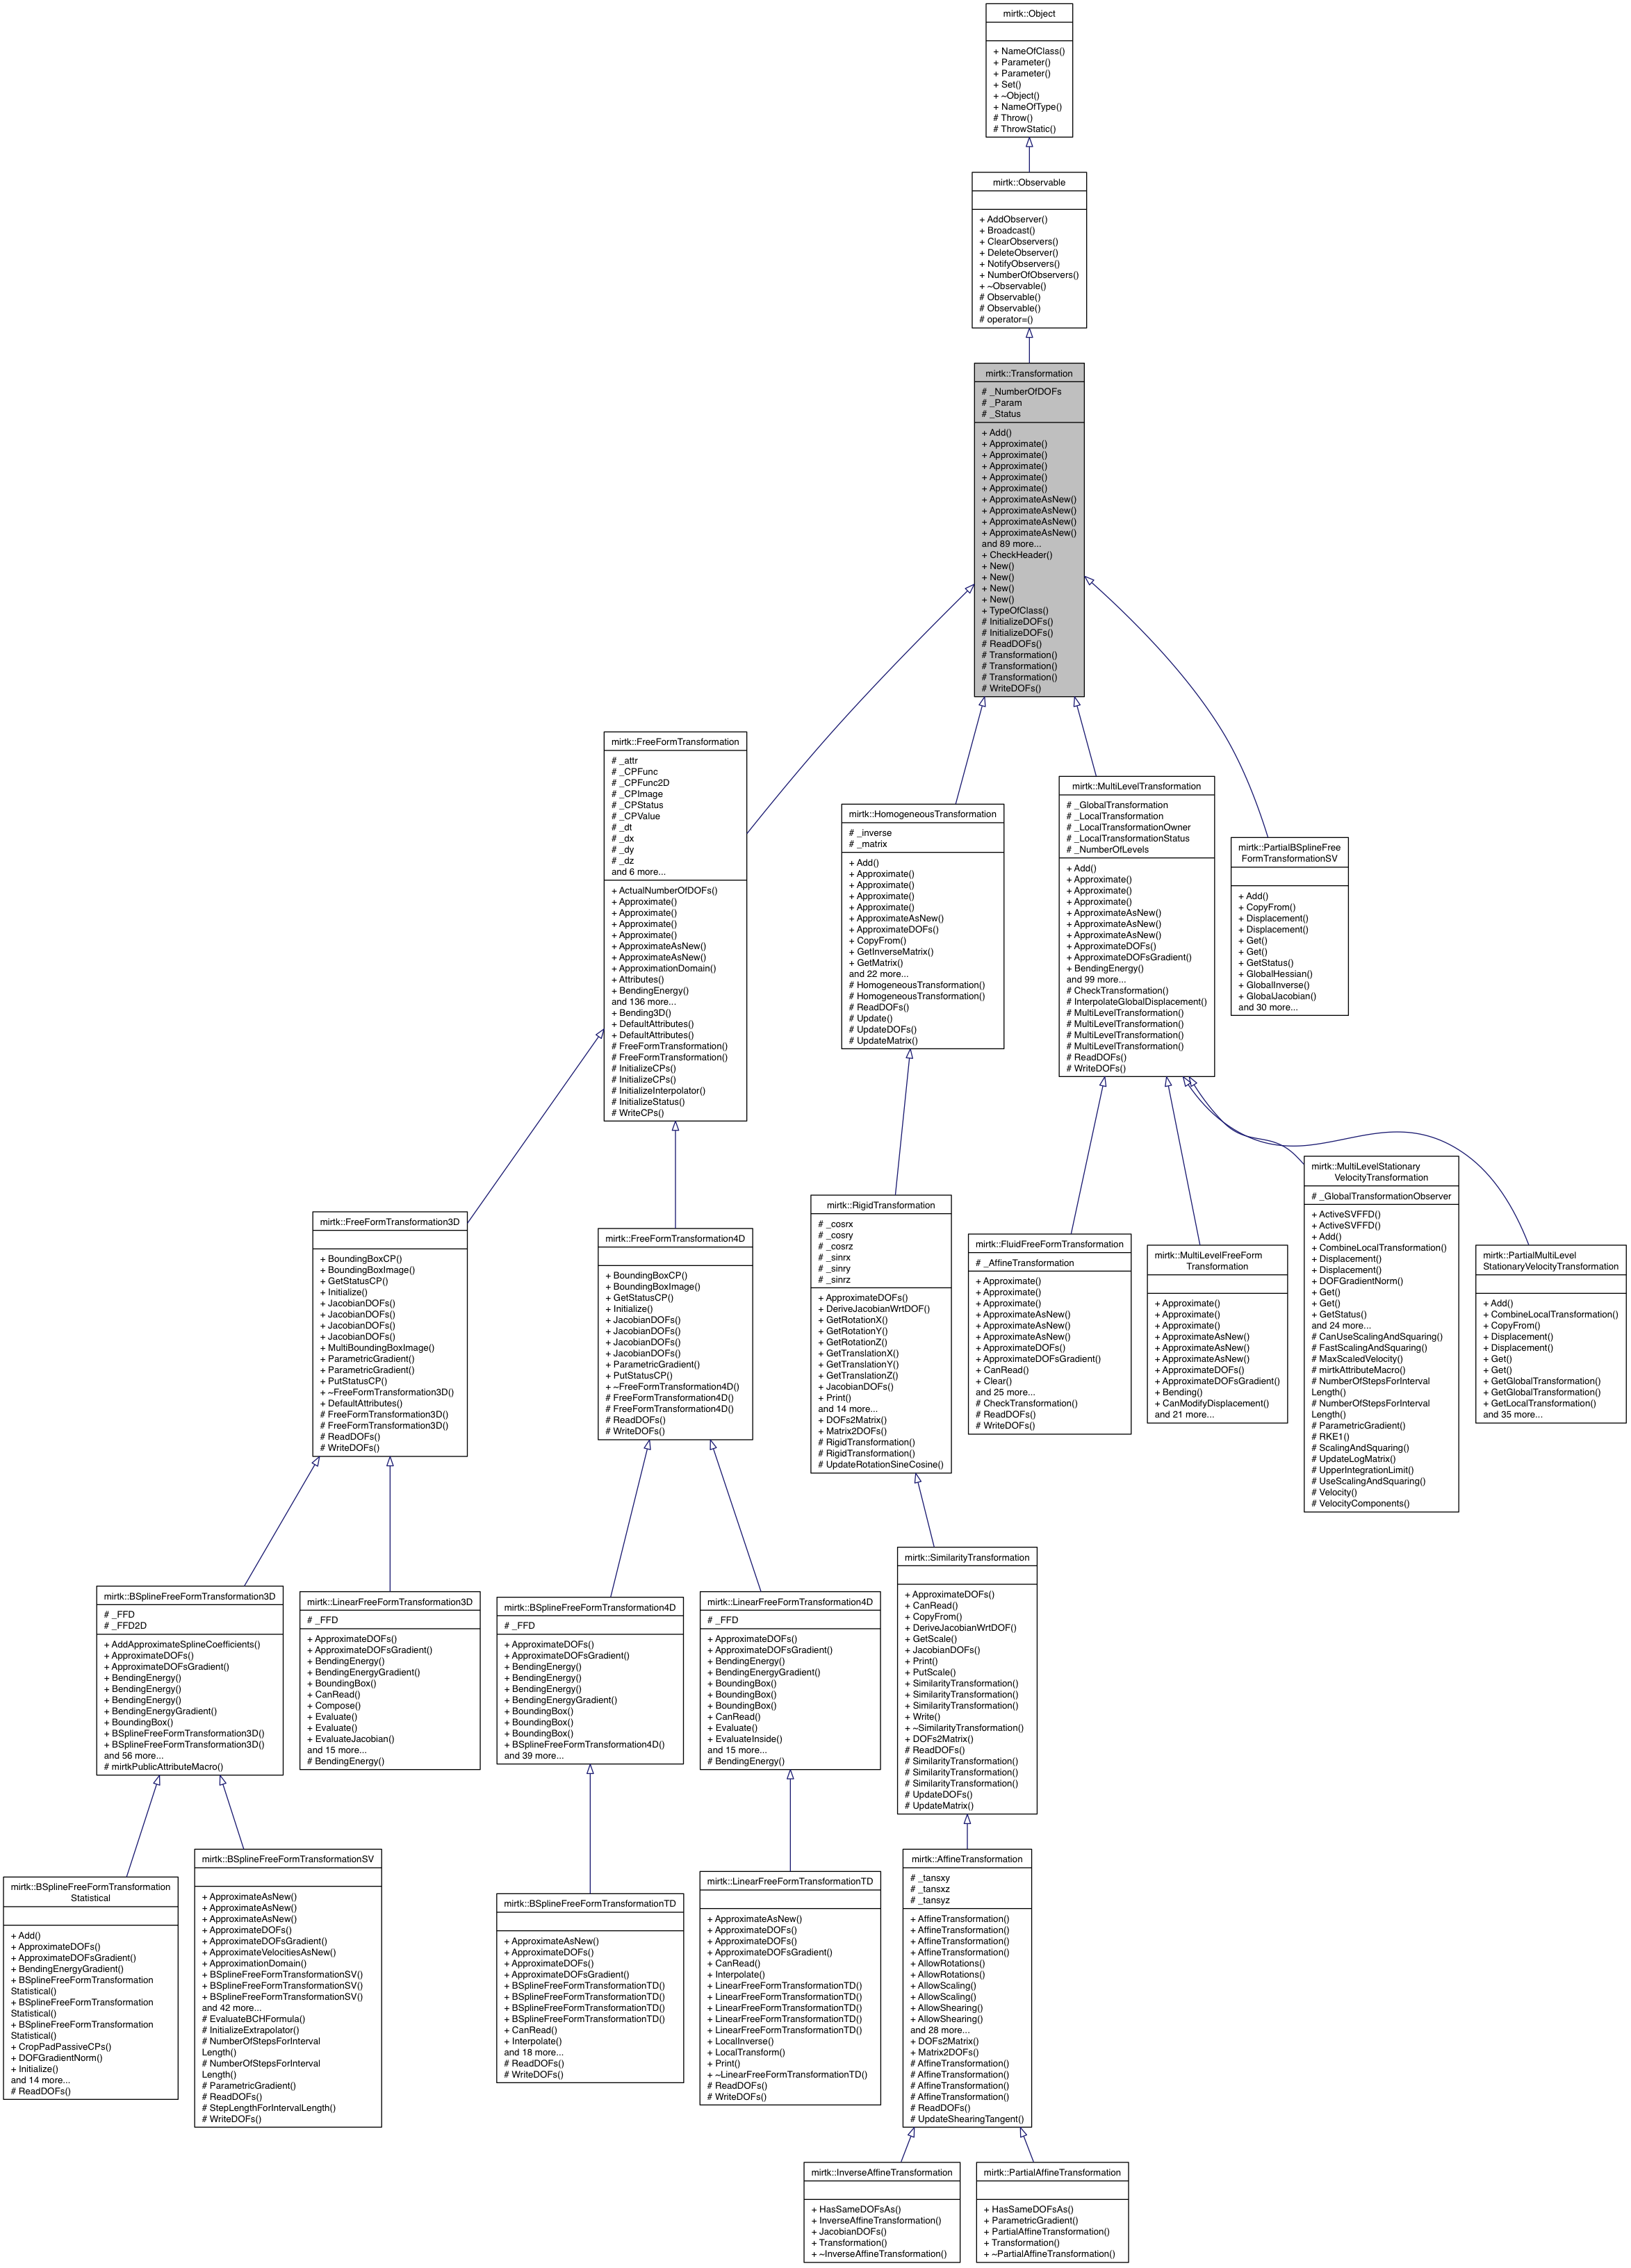 mirtk::Object
+ NameOfClass()
+ Parameter()
+ Parameter()
+ Set()
+ ~Object()
+ NameOfType()
# Throw()
# ThrowStatic()
mirtk::Observable
+ AddObserver()
+ Broadcast()
+ ClearObservers()
+ DeleteObserver()
+ NotifyObservers()
+ NumberOfObservers()
+ ~Observable()
# Observable()
# Observable()
# operator=()
mirtk::Transformation
# _NumberOfDOFs
# _Param
# _Status
+ Add()
+ Approximate()
+ Approximate()
+ Approximate()
+ Approximate()
+ Approximate()
+ ApproximateAsNew()
+ ApproximateAsNew()
+ ApproximateAsNew()
+ ApproximateAsNew()
and 89 more...
+ CheckHeader()
+ New()
+ New()
+ New()
+ New()
+ TypeOfClass()
# InitializeDOFs()
# InitializeDOFs()
# ReadDOFs()
# Transformation()
# Transformation()
# Transformation()
# WriteDOFs()
mirtk::FreeFormTransformation
# _attr
# _CPFunc
# _CPFunc2D
# _CPImage
# _CPStatus
# _CPValue
# _dt
# _dx
# _dy
# _dz
and 6 more...
+ ActualNumberOfDOFs()
+ Approximate()
+ Approximate()
+ Approximate()
+ Approximate()
+ ApproximateAsNew()
+ ApproximateAsNew()
+ ApproximationDomain()
+ Attributes()
+ BendingEnergy()
and 136 more...
+ Bending3D()
+ DefaultAttributes()
+ DefaultAttributes()
# FreeFormTransformation()
# FreeFormTransformation()
# InitializeCPs()
# InitializeCPs()
# InitializeInterpolator()
# InitializeStatus()
# WriteCPs()
mirtk::HomogeneousTransformation
# _inverse
# _matrix
+ Add()
+ Approximate()
+ Approximate()
+ Approximate()
+ Approximate()
+ ApproximateAsNew()
+ ApproximateDOFs()
+ CopyFrom()
+ GetInverseMatrix()
+ GetMatrix()
and 22 more...
# HomogeneousTransformation()
# HomogeneousTransformation()
# ReadDOFs()
# Update()
# UpdateDOFs()
# UpdateMatrix()
mirtk::MultiLevelTransformation
# _GlobalTransformation
# _LocalTransformation
# _LocalTransformationOwner
# _LocalTransformationStatus
# _NumberOfLevels
+ Add()
+ Approximate()
+ Approximate()
+ Approximate()
+ ApproximateAsNew()
+ ApproximateAsNew()
+ ApproximateAsNew()
+ ApproximateDOFs()
+ ApproximateDOFsGradient()
+ BendingEnergy()
and 99 more...
# CheckTransformation()
# InterpolateGlobalDisplacement()
# MultiLevelTransformation()
# MultiLevelTransformation()
# MultiLevelTransformation()
# MultiLevelTransformation()
# ReadDOFs()
# WriteDOFs()
mirtk::PartialBSplineFree
FormTransformationSV
+ Add()
+ CopyFrom()
+ Displacement()
+ Displacement()
+ Get()
+ Get()
+ GetStatus()
+ GlobalHessian()
+ GlobalInverse()
+ GlobalJacobian()
and 30 more...
mirtk::FreeFormTransformation3D
+ BoundingBoxCP()
+ BoundingBoxImage()
+ GetStatusCP()
+ Initialize()
+ JacobianDOFs()
+ JacobianDOFs()
+ JacobianDOFs()
+ JacobianDOFs()
+ MultiBoundingBoxImage()
+ ParametricGradient()
+ ParametricGradient()
+ PutStatusCP()
+ ~FreeFormTransformation3D()
+ DefaultAttributes()
# FreeFormTransformation3D()
# FreeFormTransformation3D()
# ReadDOFs()
# WriteDOFs()
mirtk::FreeFormTransformation4D
+ BoundingBoxCP()
+ BoundingBoxImage()
+ GetStatusCP()
+ Initialize()
+ JacobianDOFs()
+ JacobianDOFs()
+ JacobianDOFs()
+ JacobianDOFs()
+ ParametricGradient()
+ PutStatusCP()
+ ~FreeFormTransformation4D()
# FreeFormTransformation4D()
# FreeFormTransformation4D()
# ReadDOFs()
# WriteDOFs()
mirtk::RigidTransformation
# _cosrx
# _cosry
# _cosrz
# _sinrx
# _sinry
# _sinrz
+ ApproximateDOFs()
+ DeriveJacobianWrtDOF()
+ GetRotationX()
+ GetRotationY()
+ GetRotationZ()
+ GetTranslationX()
+ GetTranslationY()
+ GetTranslationZ()
+ JacobianDOFs()
+ Print()
and 14 more...
+ DOFs2Matrix()
+ Matrix2DOFs()
# RigidTransformation()
# RigidTransformation()
# UpdateRotationSineCosine()
mirtk::FluidFreeFormTransformation
# _AffineTransformation
+ Approximate()
+ Approximate()
+ Approximate()
+ ApproximateAsNew()
+ ApproximateAsNew()
+ ApproximateAsNew()
+ ApproximateDOFs()
+ ApproximateDOFsGradient()
+ CanRead()
+ Clear()
and 25 more...
# CheckTransformation()
# ReadDOFs()
# WriteDOFs()
mirtk::MultiLevelFreeForm
Transformation
+ Approximate()
+ Approximate()
+ Approximate()
+ ApproximateAsNew()
+ ApproximateAsNew()
+ ApproximateAsNew()
+ ApproximateDOFs()
+ ApproximateDOFsGradient()
+ Bending()
+ CanModifyDisplacement()
and 21 more...
mirtk::MultiLevelStationary
VelocityTransformation
# _GlobalTransformationObserver
+ ActiveSVFFD()
+ ActiveSVFFD()
+ Add()
+ CombineLocalTransformation()
+ Displacement()
+ Displacement()
+ DOFGradientNorm()
+ Get()
+ Get()
+ GetStatus()
and 24 more...
# CanUseScalingAndSquaring()
# FastScalingAndSquaring()
# MaxScaledVelocity()
# mirtkAttributeMacro()
# NumberOfStepsForInterval
Length()
# NumberOfStepsForInterval
Length()
# ParametricGradient()
# RKE1()
# ScalingAndSquaring()
# UpdateLogMatrix()
# UpperIntegrationLimit()
# UseScalingAndSquaring()
# Velocity()
# VelocityComponents()
mirtk::PartialMultiLevel
StationaryVelocityTransformation
+ Add()
+ CombineLocalTransformation()
+ CopyFrom()
+ Displacement()
+ Displacement()
+ Get()
+ Get()
+ GetGlobalTransformation()
+ GetGlobalTransformation()
+ GetLocalTransformation()
and 35 more...
mirtk::BSplineFreeFormTransformation3D
# _FFD
# _FFD2D
+ AddApproximateSplineCoefficients()
+ ApproximateDOFs()
+ ApproximateDOFsGradient()
+ BendingEnergy()
+ BendingEnergy()
+ BendingEnergy()
+ BendingEnergyGradient()
+ BoundingBox()
+ BSplineFreeFormTransformation3D()
+ BSplineFreeFormTransformation3D()
and 56 more...
# mirtkPublicAttributeMacro()
mirtk::LinearFreeFormTransformation3D
# _FFD
+ ApproximateDOFs()
+ ApproximateDOFsGradient()
+ BendingEnergy()
+ BendingEnergyGradient()
+ BoundingBox()
+ CanRead()
+ Compose()
+ Evaluate()
+ Evaluate()
+ EvaluateJacobian()
and 15 more...
# BendingEnergy()
mirtk::BSplineFreeFormTransformation4D
# _FFD
+ ApproximateDOFs()
+ ApproximateDOFsGradient()
+ BendingEnergy()
+ BendingEnergy()
+ BendingEnergy()
+ BendingEnergyGradient()
+ BoundingBox()
+ BoundingBox()
+ BoundingBox()
+ BSplineFreeFormTransformation4D()
and 39 more...
mirtk::LinearFreeFormTransformation4D
# _FFD
+ ApproximateDOFs()
+ ApproximateDOFsGradient()
+ BendingEnergy()
+ BendingEnergyGradient()
+ BoundingBox()
+ BoundingBox()
+ BoundingBox()
+ CanRead()
+ Evaluate()
+ EvaluateInside()
and 15 more...
# BendingEnergy()
mirtk::SimilarityTransformation
+ ApproximateDOFs()
+ CanRead()
+ CopyFrom()
+ DeriveJacobianWrtDOF()
+ GetScale()
+ JacobianDOFs()
+ Print()
+ PutScale()
+ SimilarityTransformation()
+ SimilarityTransformation()
+ SimilarityTransformation()
+ Write()
+ ~SimilarityTransformation()
+ DOFs2Matrix()
# ReadDOFs()
# SimilarityTransformation()
# SimilarityTransformation()
# SimilarityTransformation()
# UpdateDOFs()
# UpdateMatrix()
mirtk::BSplineFreeFormTransformation
Statistical
+ Add()
+ ApproximateDOFs()
+ ApproximateDOFsGradient()
+ BendingEnergyGradient()
+ BSplineFreeFormTransformation
Statistical()
+ BSplineFreeFormTransformation
Statistical()
+ BSplineFreeFormTransformation
Statistical()
+ CropPadPassiveCPs()
+ DOFGradientNorm()
+ Initialize()
and 14 more...
# ReadDOFs()
mirtk::BSplineFreeFormTransformationSV
+ ApproximateAsNew()
+ ApproximateAsNew()
+ ApproximateAsNew()
+ ApproximateDOFs()
+ ApproximateDOFsGradient()
+ ApproximateVelocitiesAsNew()
+ ApproximationDomain()
+ BSplineFreeFormTransformationSV()
+ BSplineFreeFormTransformationSV()
+ BSplineFreeFormTransformationSV()
and 42 more...
# EvaluateBCHFormula()
# InitializeExtrapolator()
# NumberOfStepsForInterval
Length()
# NumberOfStepsForInterval
Length()
# ParametricGradient()
# ReadDOFs()
# StepLengthForIntervalLength()
# WriteDOFs()
mirtk::BSplineFreeFormTransformationTD
+ ApproximateAsNew()
+ ApproximateDOFs()
+ ApproximateDOFs()
+ ApproximateDOFsGradient()
+ BSplineFreeFormTransformationTD()
+ BSplineFreeFormTransformationTD()
+ BSplineFreeFormTransformationTD()
+ BSplineFreeFormTransformationTD()
+ CanRead()
+ Interpolate()
and 18 more...
# ReadDOFs()
# WriteDOFs()
mirtk::LinearFreeFormTransformationTD
+ ApproximateAsNew()
+ ApproximateDOFs()
+ ApproximateDOFs()
+ ApproximateDOFsGradient()
+ CanRead()
+ Interpolate()
+ LinearFreeFormTransformationTD()
+ LinearFreeFormTransformationTD()
+ LinearFreeFormTransformationTD()
+ LinearFreeFormTransformationTD()
+ LinearFreeFormTransformationTD()
+ LocalInverse()
+ LocalTransform()
+ Print()
+ ~LinearFreeFormTransformationTD()
# ReadDOFs()
# WriteDOFs()
mirtk::AffineTransformation
# _tansxy
# _tansxz
# _tansyz
+ AffineTransformation()
+ AffineTransformation()
+ AffineTransformation()
+ AffineTransformation()
+ AllowRotations()
+ AllowRotations()
+ AllowScaling()
+ AllowScaling()
+ AllowShearing()
+ AllowShearing()
and 28 more...
+ DOFs2Matrix()
+ Matrix2DOFs()
# AffineTransformation()
# AffineTransformation()
# AffineTransformation()
# AffineTransformation()
# ReadDOFs()
# UpdateShearingTangent()
mirtk::InverseAffineTransformation
+ HasSameDOFsAs()
+ InverseAffineTransformation()
+ JacobianDOFs()
+ Transformation()
+ ~InverseAffineTransformation()
mirtk::PartialAffineTransformation
+ HasSameDOFsAs()
+ ParametricGradient()
+ PartialAffineTransformation()
+ Transformation()
+ ~PartialAffineTransformation()